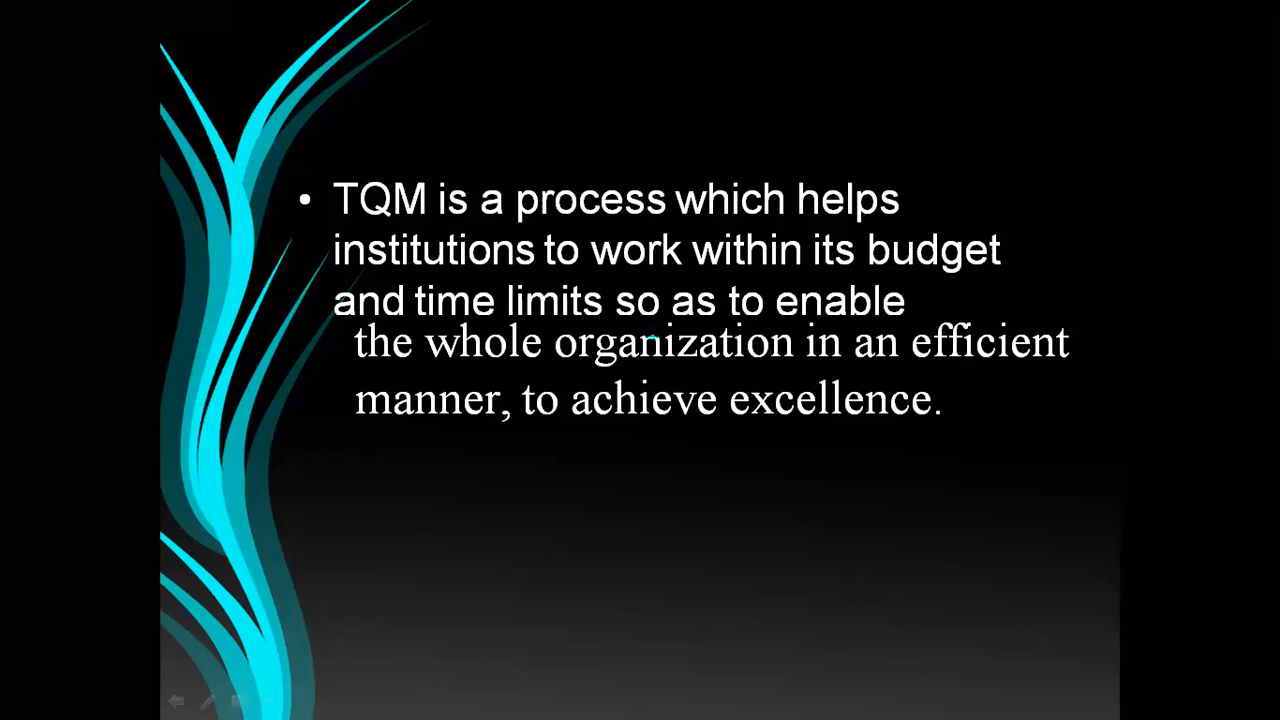 • TQM is a process which helps
institutions to work within its budget
and time limits so as to enable
the whole organization in an efficient
manner, to achieve excellence.